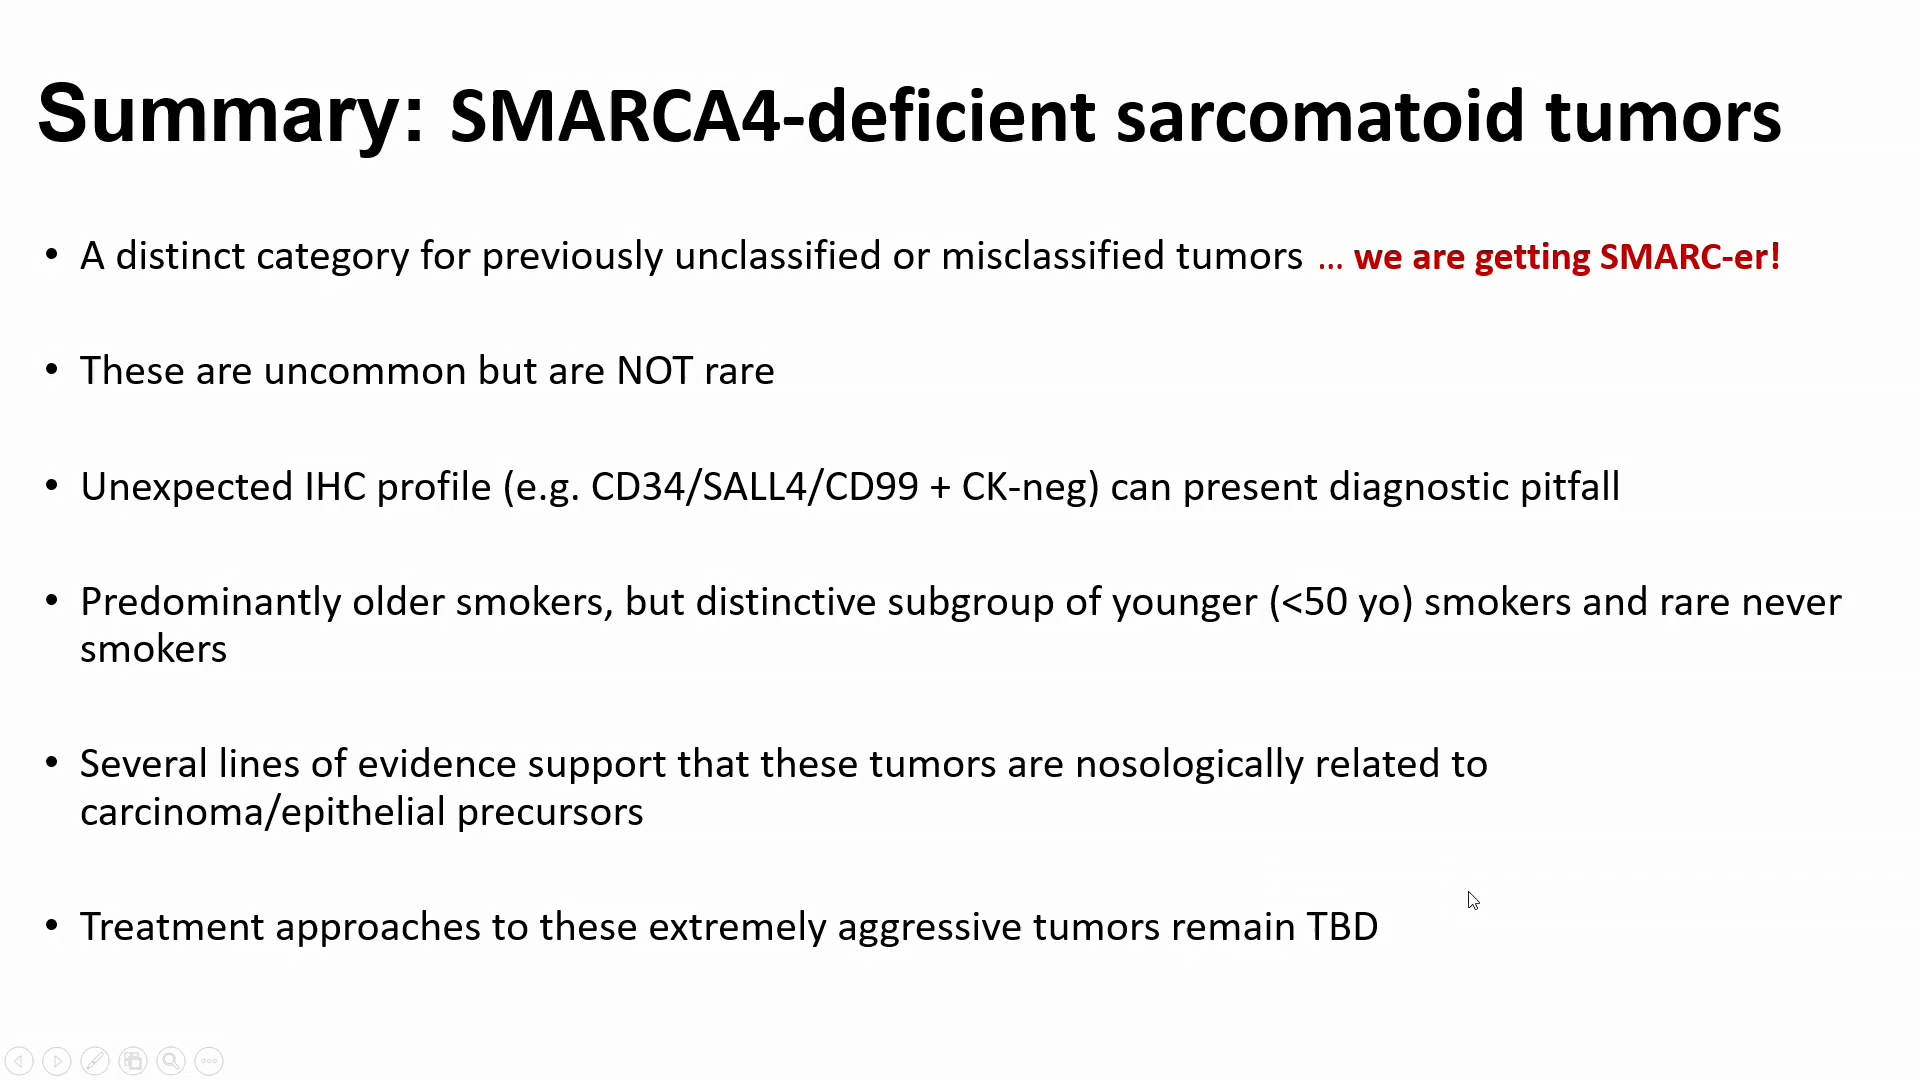 Summary: SMARCA4-deficient sarcomatoid tumors
• A distinct category for previously unclassified or misclassified tumors ... we are getting SMARC-er!
• These are uncommon but are NOT rare
• Unexpected IHC profile (e.g. CD34/SALL4/CD99 + CK-neg) can present diagnostic pitfall
• Predominantly older smokers, but distinctive subgroup of younger (<50 yo) smokers and rare never
smokers
• Several lines of evidence support that these tumors are nosologically related to
carcinoma/epithelial precursors
• Treatment approaches to these extremely aggressive tumors remain TBD